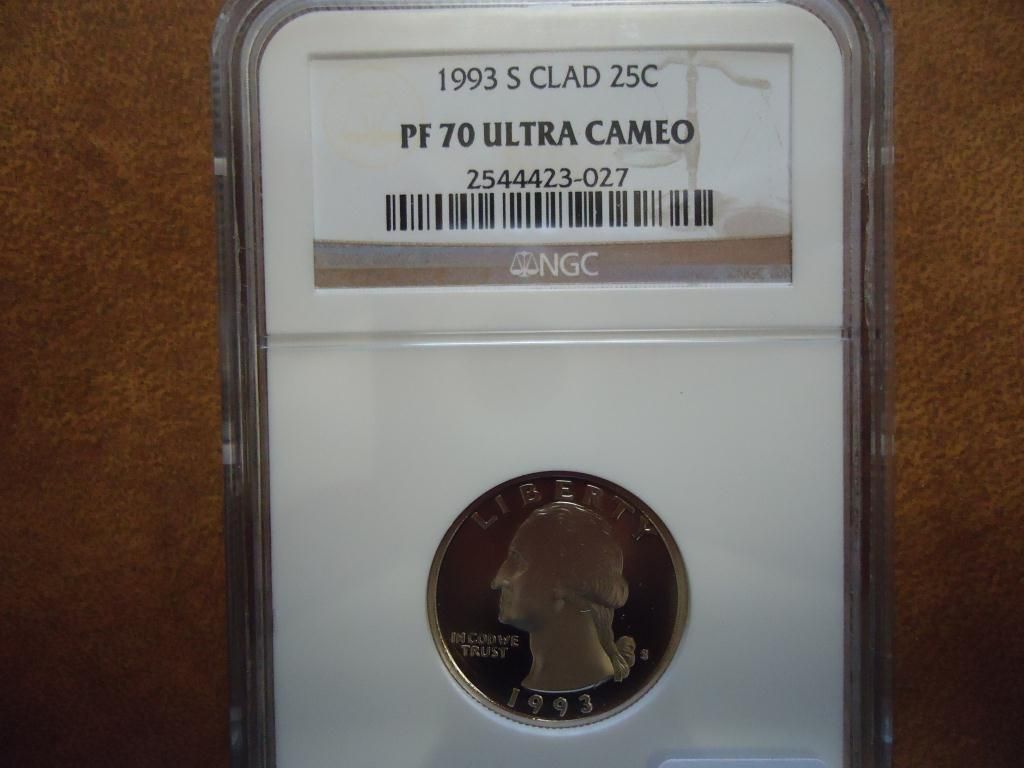 1993 S CLAD 25C
PF 70 ULTRA CAMEO
2544423-027
NGC
LIBERTY
IN GOD WE
TRUST
S
1993